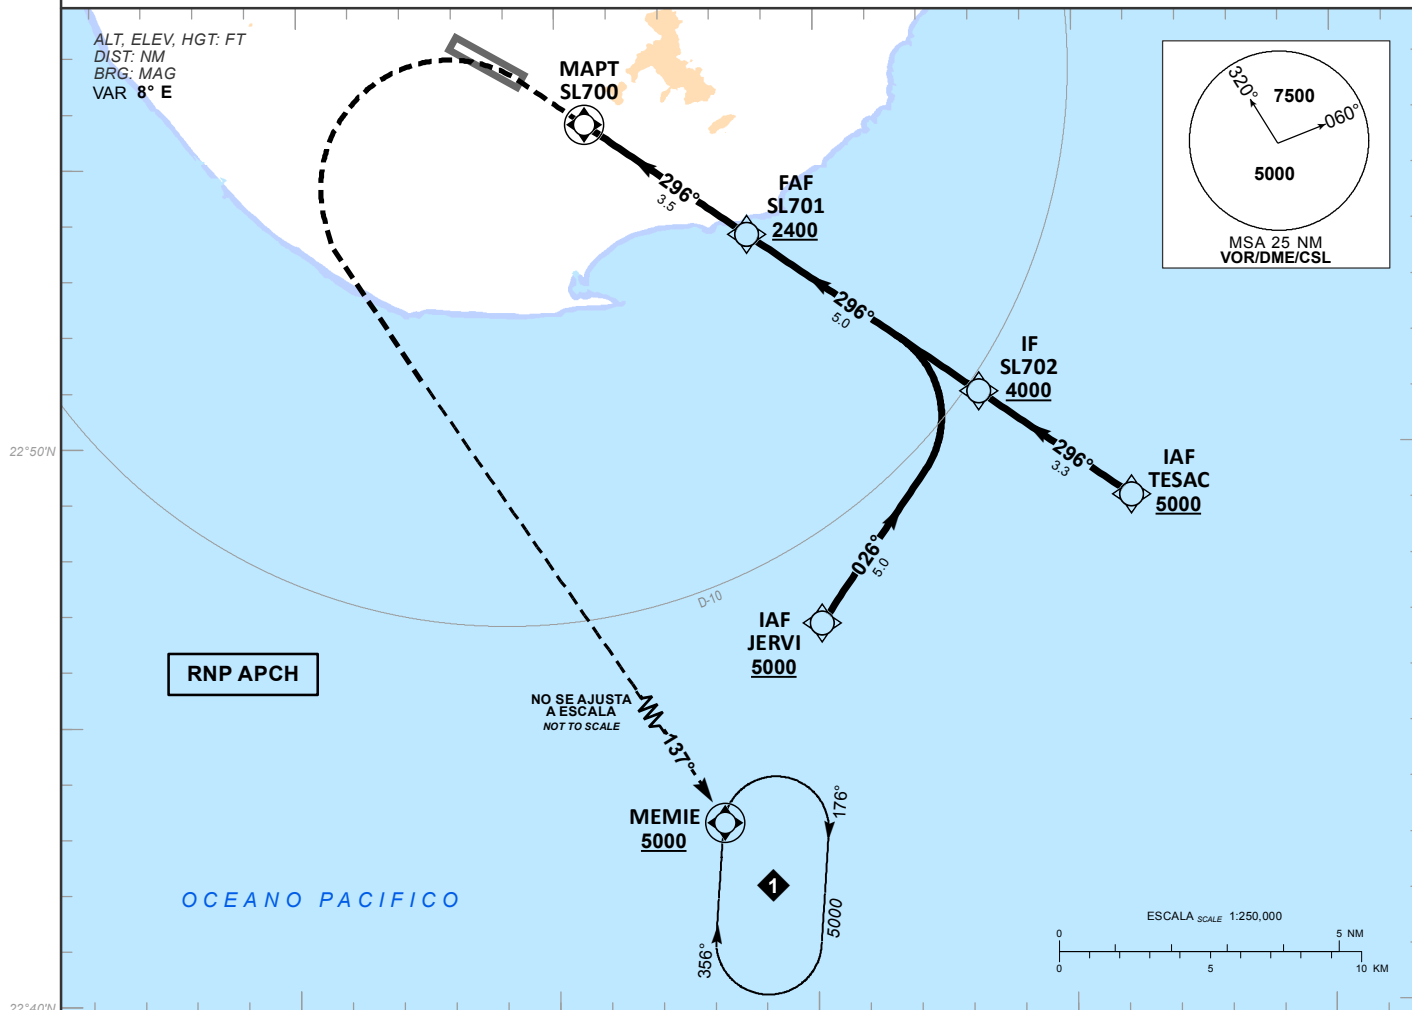 ALT, ELEV, HGT: FT
DIST: NM
BRG: MAG
VAR 8° E
MAPT
SL700
296°
3.5
FAF
SL701
2400
296°
5.0
IF
SL702
4000
296°
3.3
IAF
TESAC
5000
320°
7500
060°
5000
MSA 25 NM
VOR/DME/CSL
22°50'N
026°
5.0
D-10
IAF
JERVI
5000
RNP APCH
NO SE AJUSTA
A ESCALA
NOT TO SCALE
137°
MEMIE
5000
176°
1
5000
356°
OCEANO PACIFICO
ESCALA SCALE 1:250,000
0 5 NM
0 5 10 KM
22°40'N